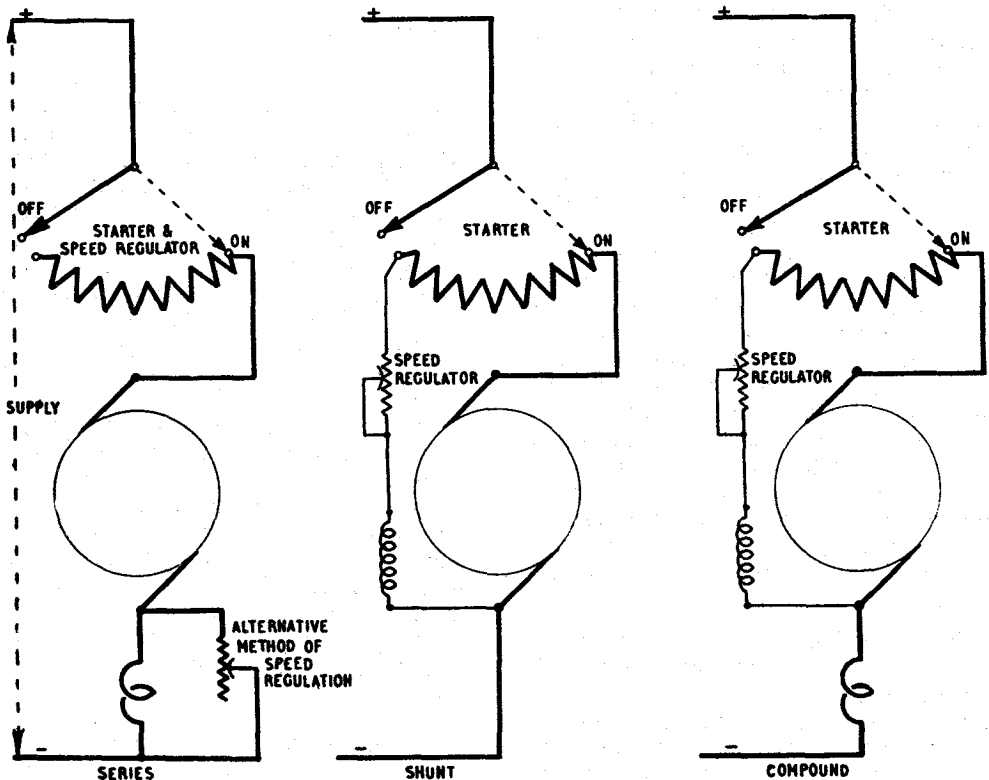 +
+
+
OFF
STARTER &
SPEED REGULATOR
ON
OFF
STARTER
ON
OFF
STARTER
ON
SPEED
REGULATOR
SPEED
REGULATOR
SUPPLY
ALTERNATIVE
METHOD OF
SPEED
REGULATION
-
-
-
SERIES
SHUNT
COMPOUND